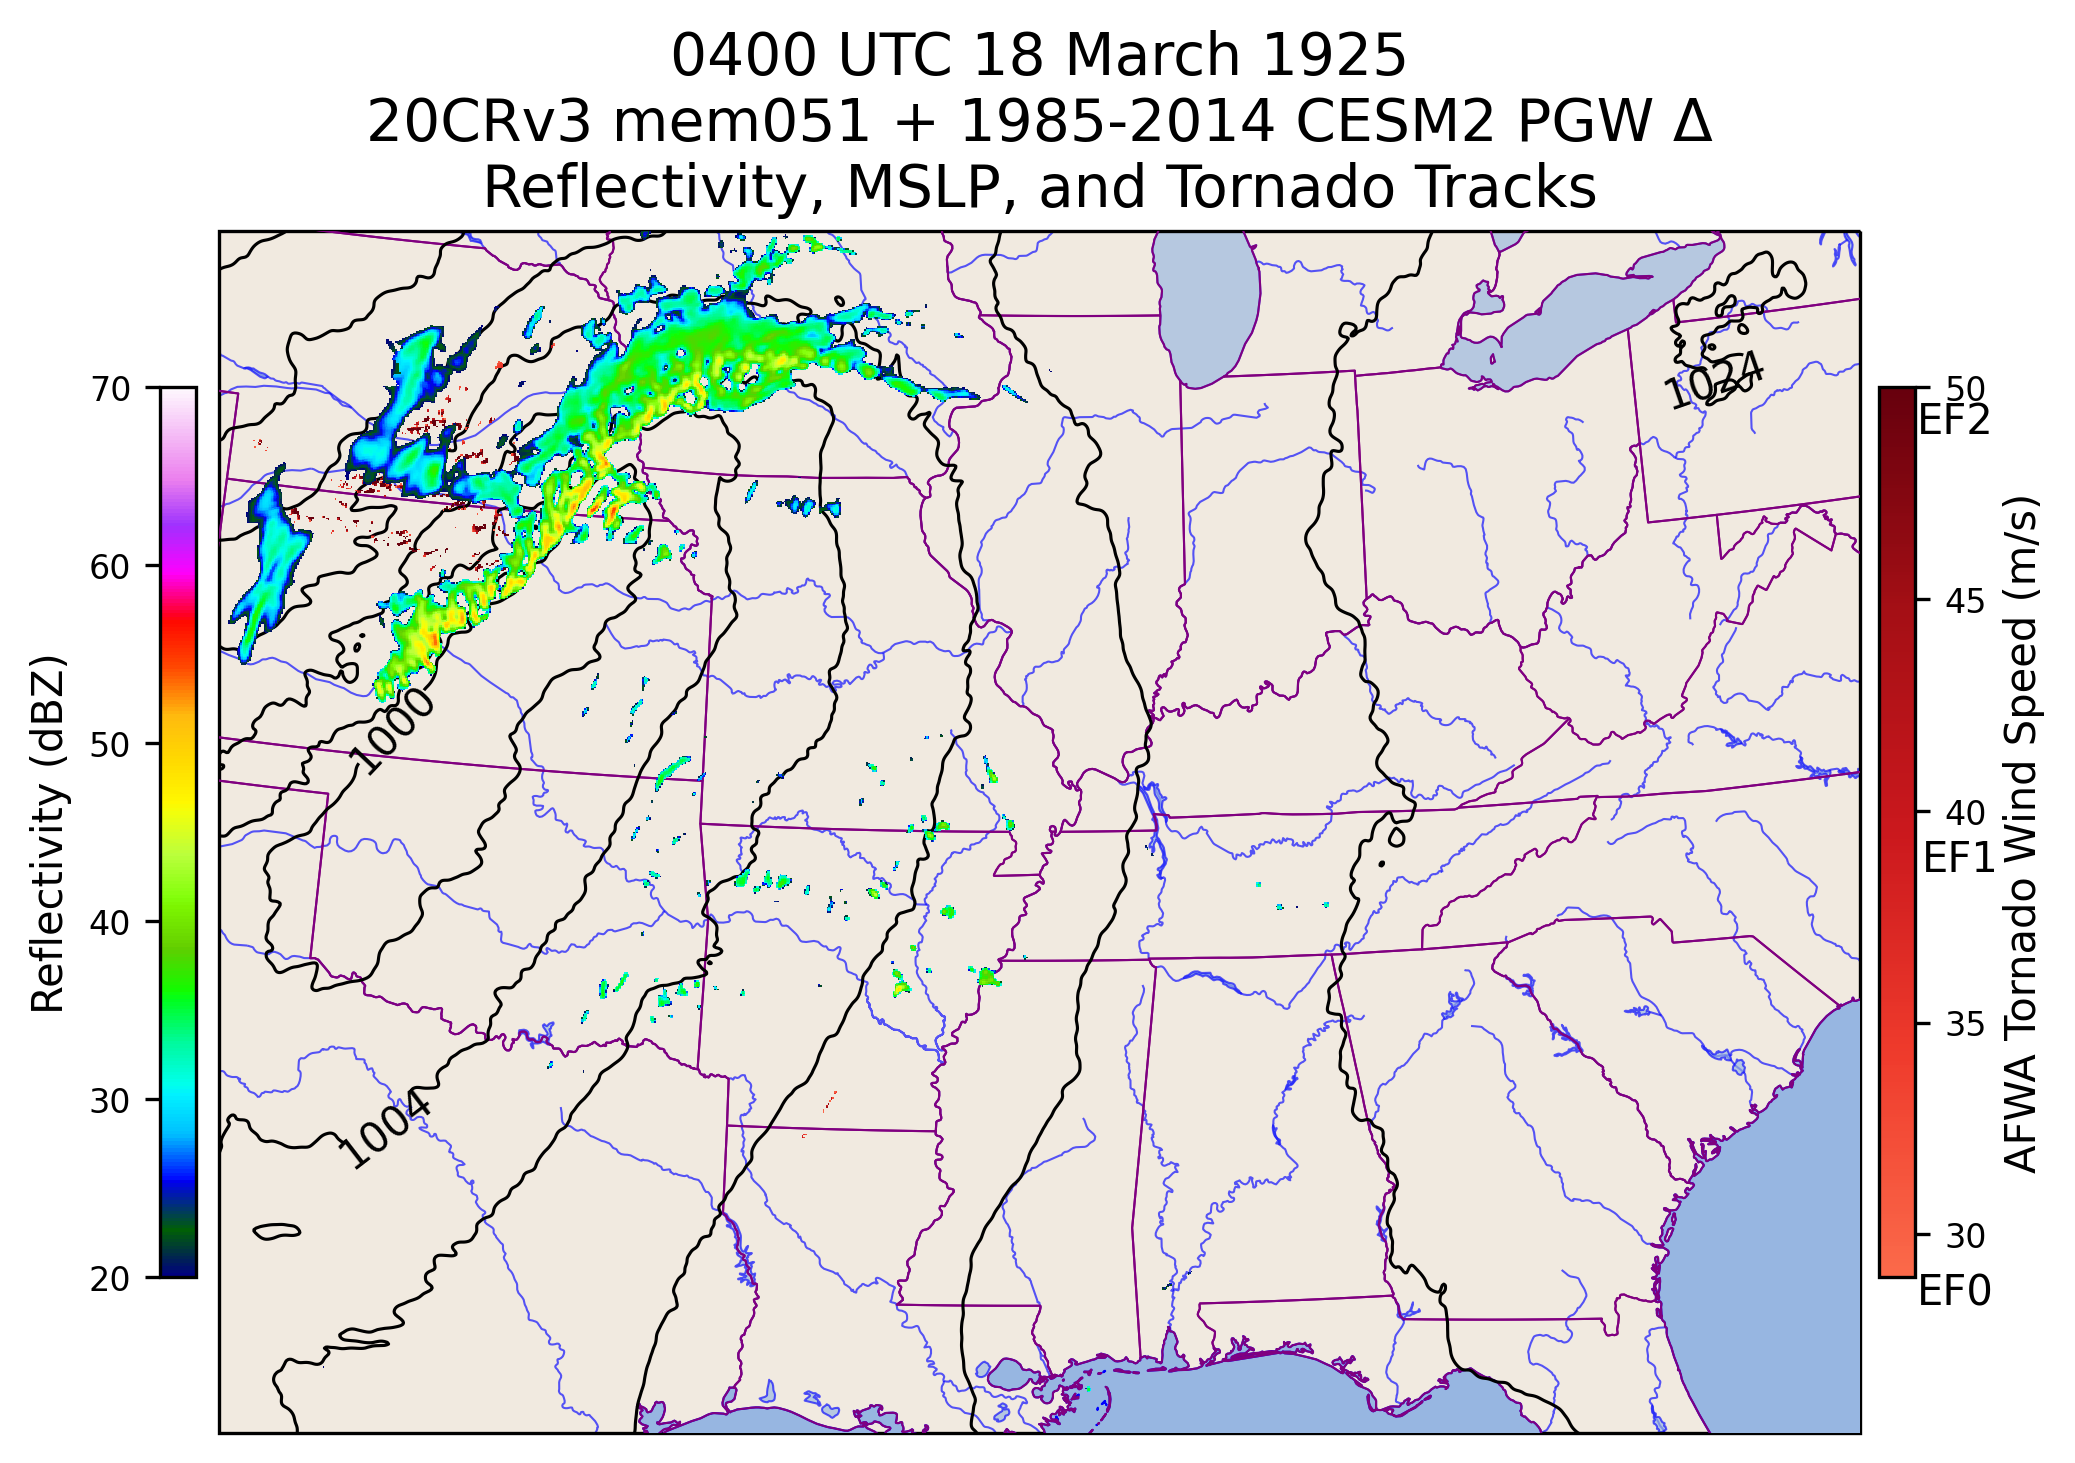 0400 UTC 18 March 1925
20CRv3 mem051 + 1985-2014 CESM2 PGW Δ
Reflectivity, MSLP, and Tornado Tracks
1024
1000
1004
70
60
50
40
30
20
Reflectivity (dBZ)
50
EF2
45
40
EF1
35
30
EF0
AFWA Tornado Wind Speed (m/s)